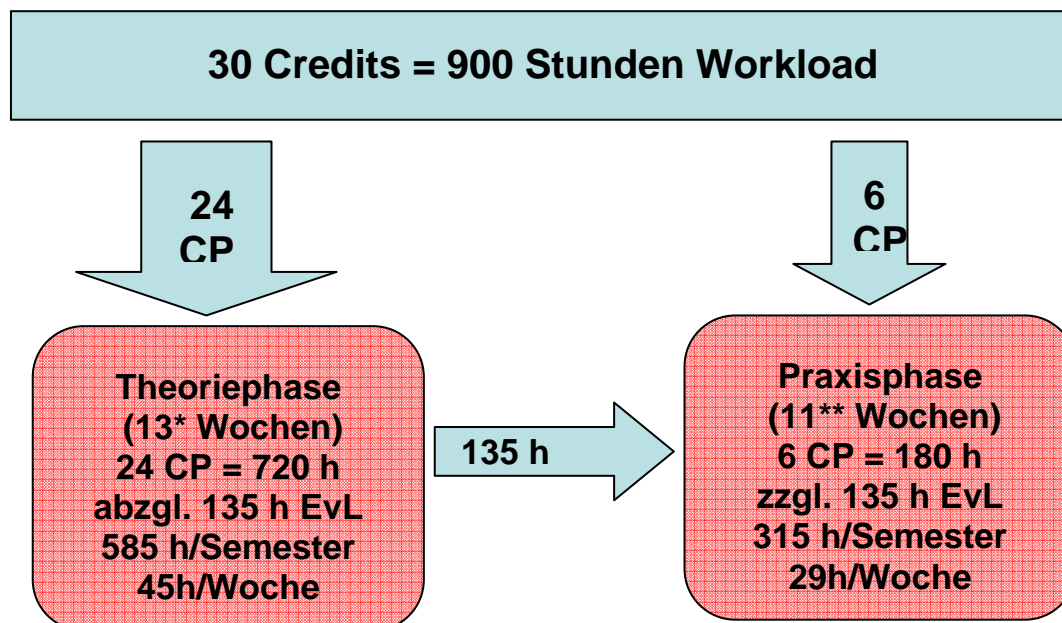 30 Credits = 900 Stunden Workload
24
CP
6
CP
Theoriephase
(13* Wochen)
24 CP = 720 h
abzgl. 135 h EvL
585 h/Semester
45h/Woche
135 h
Praxisphase
(11** Wochen)
6 CP = 180 h
zzgl. 135 h EvL
315 h/Semester
29h/Woche